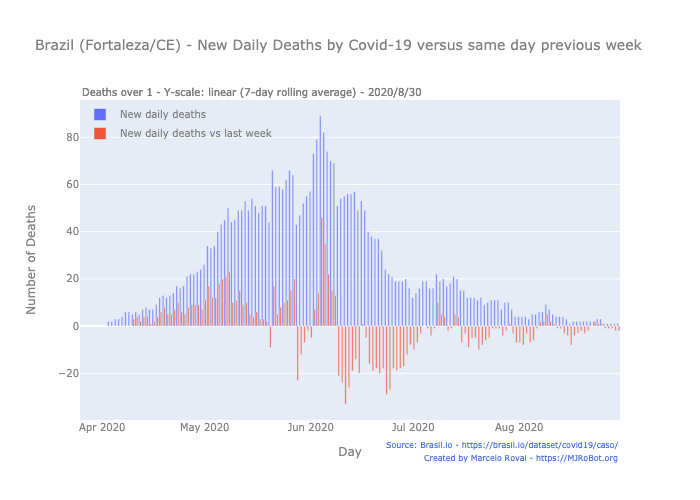 Brazil (Fortaleza/CE) - New Daily Deaths by Covid-19 versus same day previous week
Deaths over 1 - Y-scale: linear (7-day rolling average) - 2020/8/30
New daily deaths
New daily deaths vs last week
Number of Deaths
80
60
40
20
0
−20
Apr 2020 May 2020 Jun 2020 Jul 2020 Aug 2020
Day
Source: Brasil.io - https://brasil.io/dataset/covid19/caso/
Created by Marcelo Rovai - https://MJRoBot.org